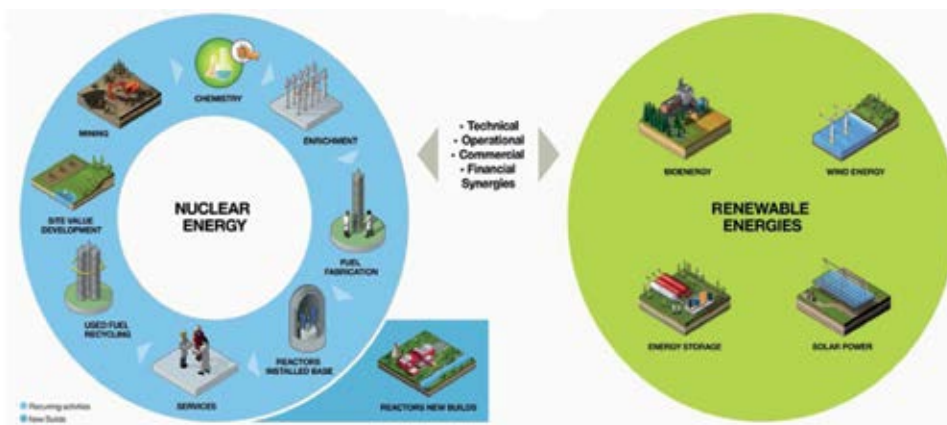 CHEMISTRY
MINING
ENRICHMENT
SITE VALUE
DEVELOPMENT
NUCLEAR
ENERGY
FUEL
FABRICATION
USED FUEL
RECYCLING
REACTORS
INSTALLED BASE
SERVICES
REACTORS NEW BUILDS
Recurring activities
New Builds
- Technical
- Operational
- Commercial
- Financial
Synergies
BIOENERGY
WIND ENERGY
RENEWABLE
ENERGIES
ENERGY STORAGE
SOLAR POWER